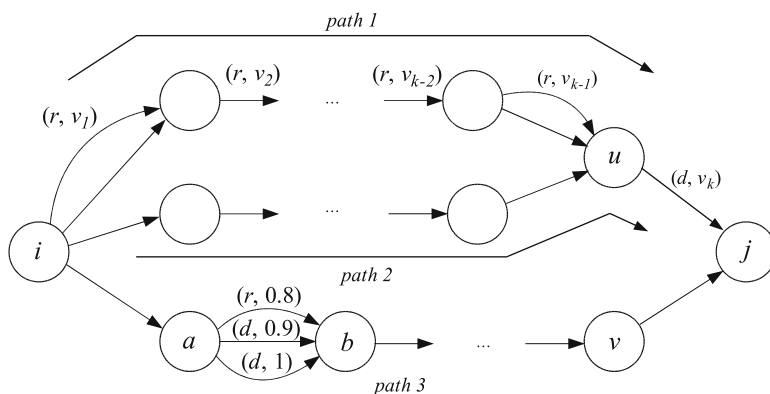 path 1
(r, v₁)
(r, v₂)
...
(r, vₖ₋₂)
(r, vₖ₋₁)
u
(d, vₖ)
...
i
j
path 2
a
(r, 0.8)
(d, 0.9)
(d, 1)
b
...
v
path 3